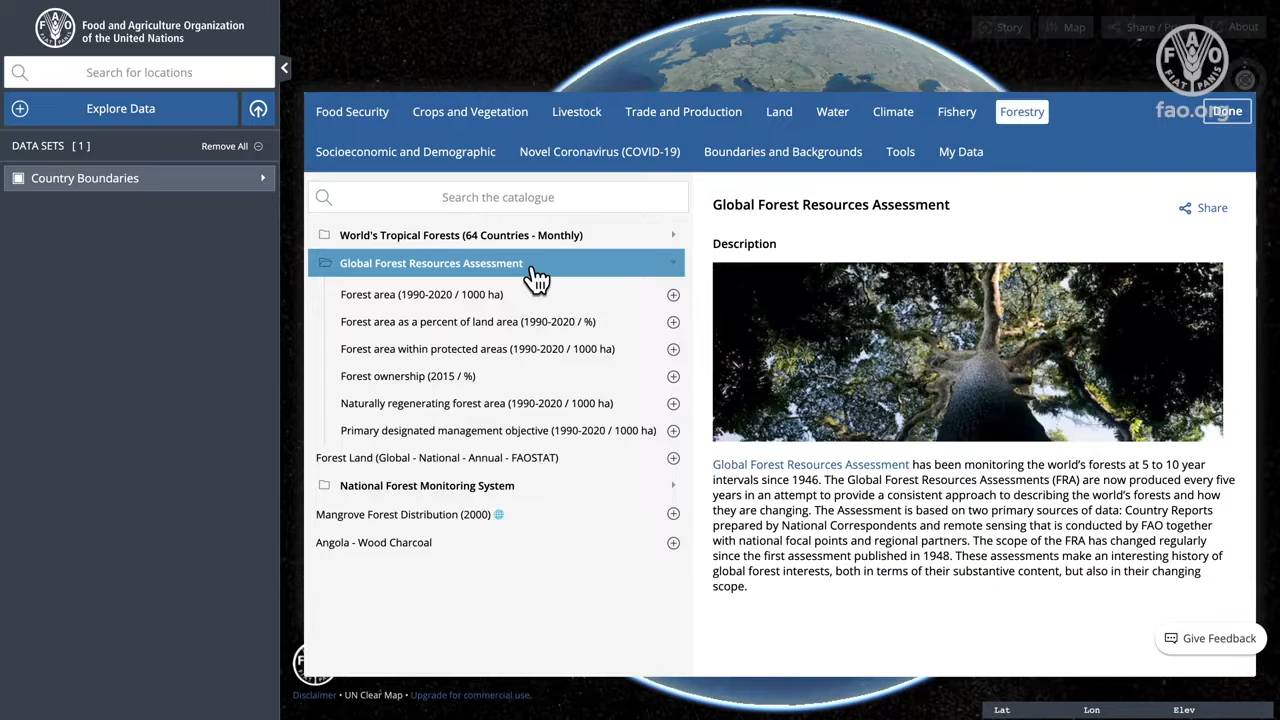 Food and Agriculture Organization
of the United Nations
Search for locations
Explore Data
DATA SETS [ 1 ]
Remove All
Country Boundaries
Story
Map
Share /
About
FAO
FIAT PANIS
fao.org
Done
Food Security
Crops and Vegetation
Livestock
Trade and Production
Land
Water
Climate
Fishery
Forestry
Socioeconomic and Demographic
Novel Coronavirus (COVID-19)
Boundaries and Backgrounds
Tools
My Data
Search the catalogue
World's Tropical Forests (64 Countries - Monthly)
Global Forest Resources Assessment
Forest area (1990-2020 / 1000 ha)
Forest area as a percent of land area (1990-2020 / %)
Forest area within protected areas (1990-2020 / 1000 ha)
Forest ownership (2015 / %)
Naturally regenerating forest area (1990-2020 / 1000 ha)
Primary designated management objective (1990-2020 / 1000 ha)
Forest Land (Global - National - Annual - FAOSTAT)
National Forest Monitoring System
Mangrove Forest Distribution (2000)
Angola - Wood Charcoal
Global Forest Resources Assessment
Share
Description
Global Forest Resources Assessment has been monitoring the world's forests at 5 to 10 year
intervals since 1946. The Global Forest Resources Assessments (FRA) are now produced every five
years in an attempt to provide a consistent approach to describing the world's forests and how
they are changing. The Assessment is based on two primary sources of data: Country Reports
prepared by National Correspondents and remote sensing that is conducted by FAO together
with national focal points and regional partners. The scope of the FRA has changed regularly
since the first assessment published in 1948. These assessments make an interesting history of
global forest interests, both in terms of their substantive content, but also in their changing
scope.
Give Feedback
Disclaimer • UN Clear Map • Upgrade for commercial use.
Lat
Lon
Elev